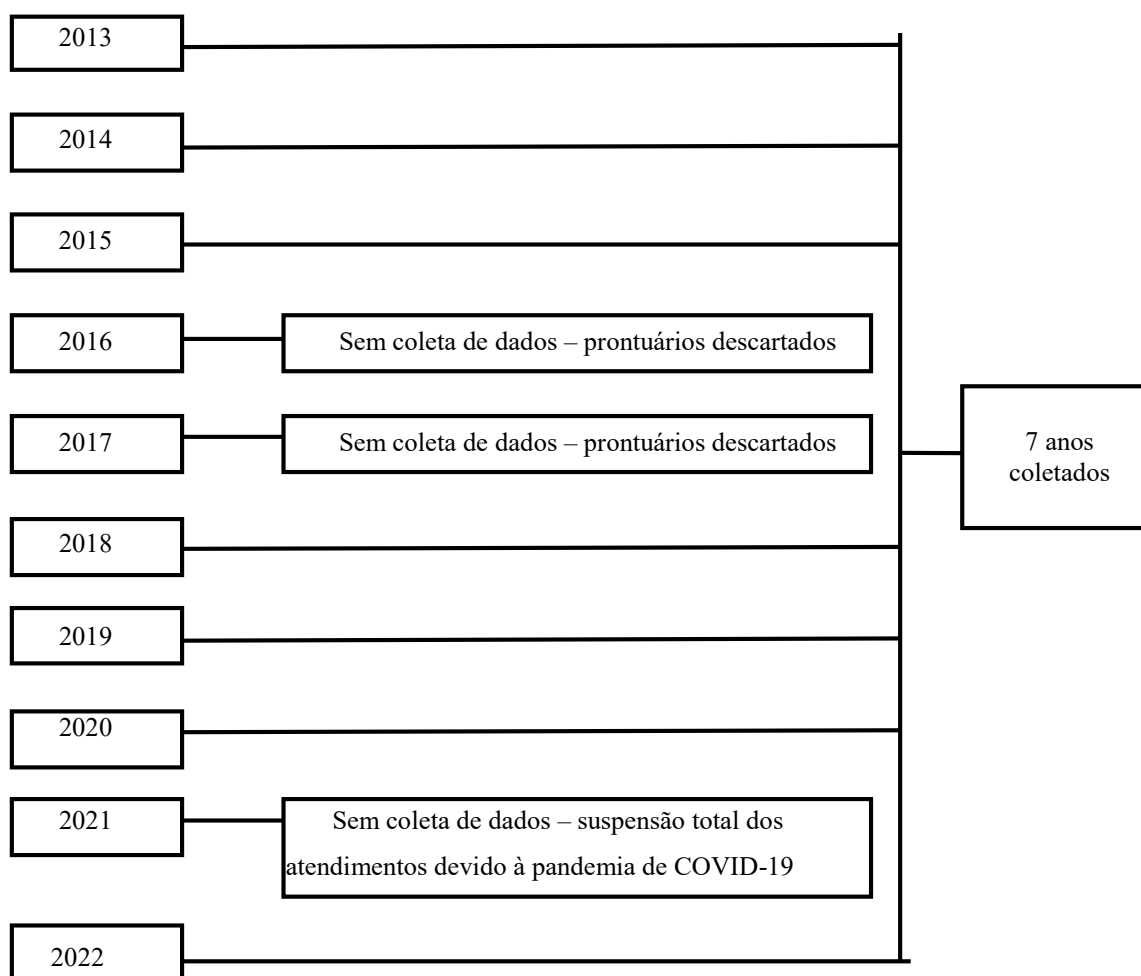 2013
2014
2015
2016
Sem coleta de dados – prontuários descartados
2017
Sem coleta de dados – prontuários descartados
7 anos
coletados
2018
2019
2020
2021
Sem coleta de dados – suspensão total dos
atendimentos devido à pandemia de COVID-19
2022